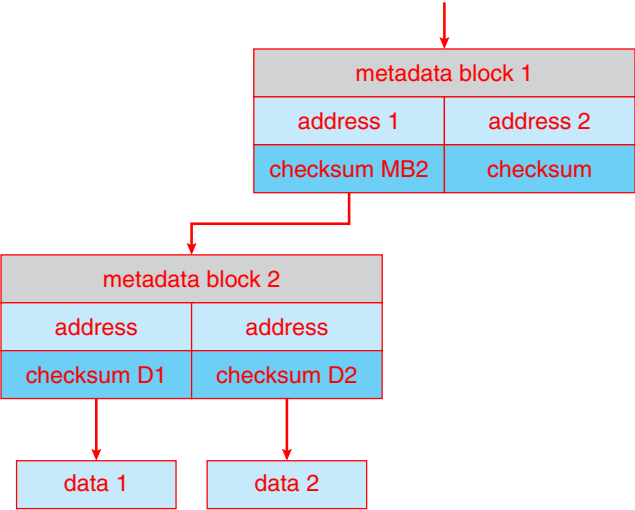 metadata block 1
address 1 address 2
checksum MB2 checksum
metadata block 2
address address
checksum D1 checksum D2
data 1 data 2